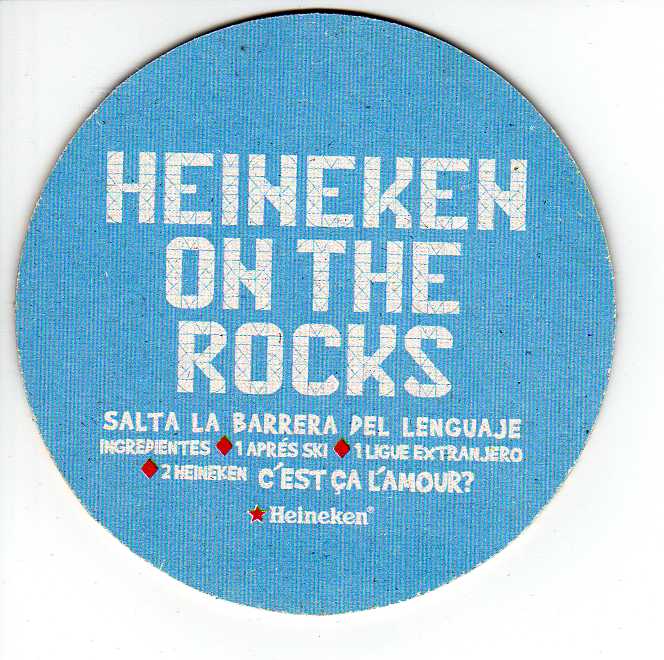 HEINEKEN
ON THE
ROCKS
SALTA LA BARRERA DEL LENGUAJE
INGREDIENTES ♦ 1 APRÉS SKI ♦ 1 LIGUE EXTRANJERO
♦ 2 HEINEKEN C'EST ÇA L'AMOUR?
★ Heineken®